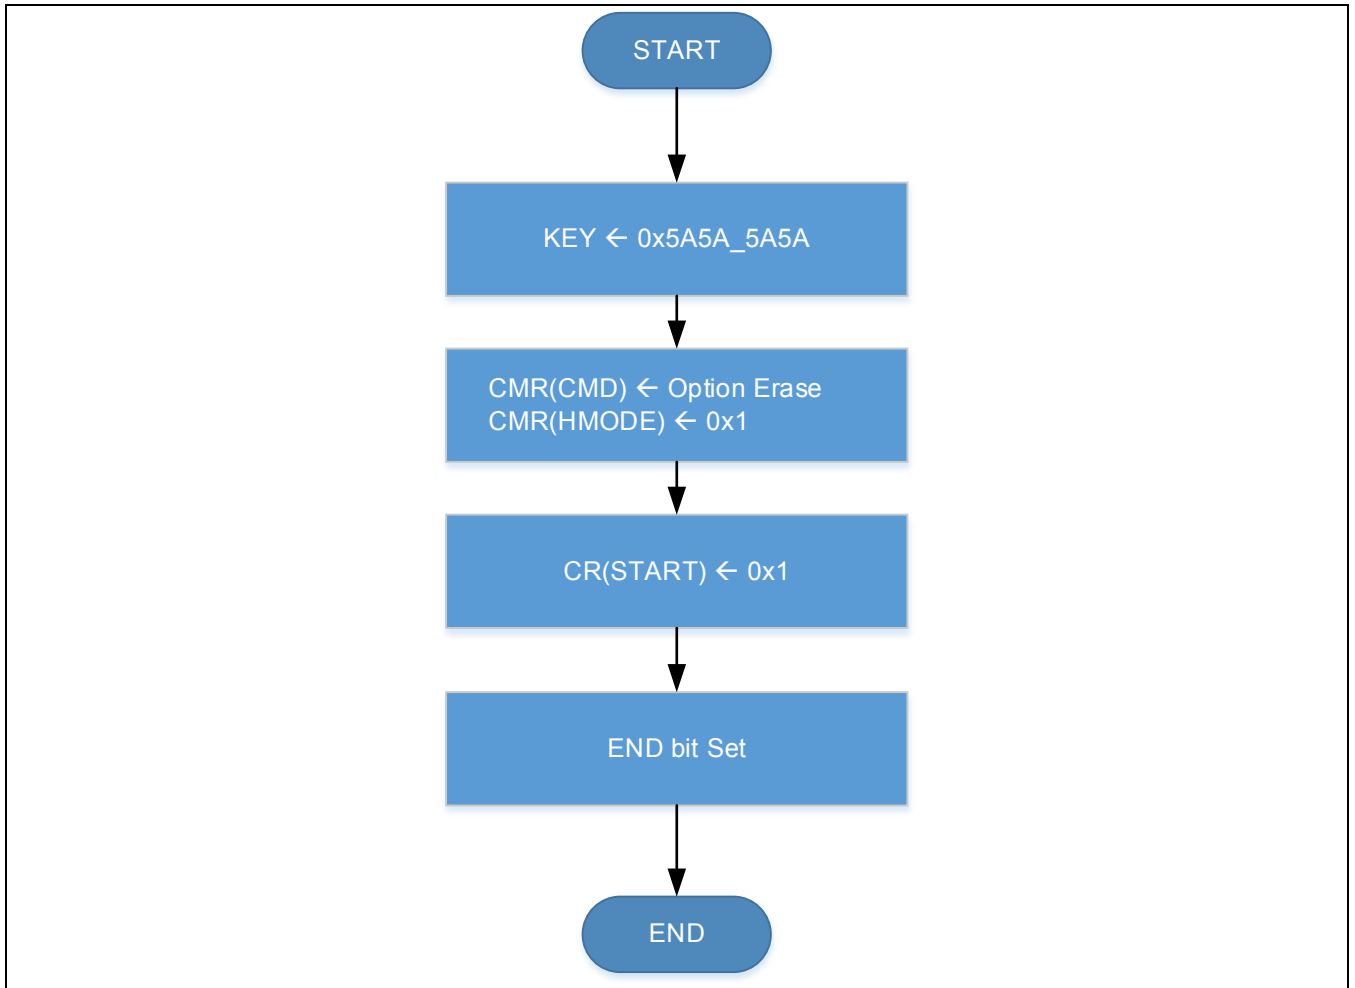 START
KEY ← 0x5A5A_5A5A
CMR(CMD) ← Option Erase
CMR(HMODE) ← 0x1
CR(START) ← 0x1
END bit Set
END